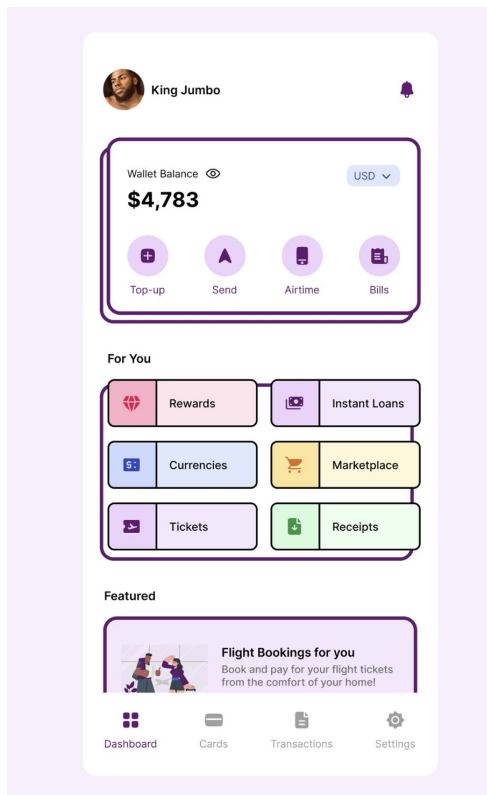 King Jumbo
Wallet Balance
USD
$4,783
Top-up
Send
Airtime
Bills
For You
Rewards
Instant Loans
Currencies
Marketplace
Tickets
Receipts
Featured
Flight Bookings for you
Book and pay for your flight tickets
from the comfort of your home!
Dashboard
Cards
Transactions
Settings